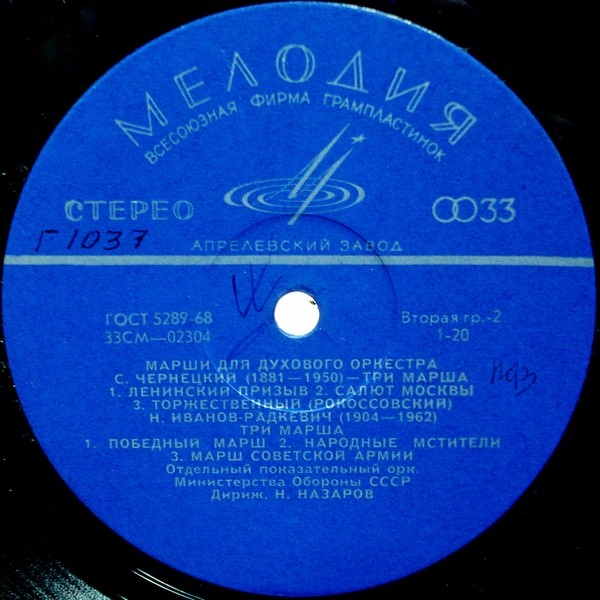 МЕЛОДИЯ
ВСЕСОЮЗНАЯ ФИРМА ГРАМПЛАСТИНОК
СТЕРЕО
33
Г1037
АПРЕЛЕВСКИЙ ЗАВОД
ГОСТ 5289-68
Вторая гр.-2
33СМ—02304
1-20
МАРШИ ДЛЯ ДУХОВОГО ОРКЕСТРА
С. ЧЕРНЕЦКИЙ (1881—1950)—ТРИ МАРША
1. ЛЕНИНСКИЙ ПРИЗЫВ 2. САЛЮТ МОСКВЫ
3. ТОРЖЕСТВЕННЫЙ (РОКОССОВСКИЙ)
Н. ИВАНОВ-РАДКЕВИЧ (1904—1962)
ТРИ МАРША
1. ПОБЕДНЫЙ МАРШ 2. НАРОДНЫЕ МСТИТЕЛИ
3. МАРШ СОВЕТСКОЙ АРМИИ
Отдельный показательный орк.
Министерства Обороны СССР
Дириж. Н. НАЗАРОВ